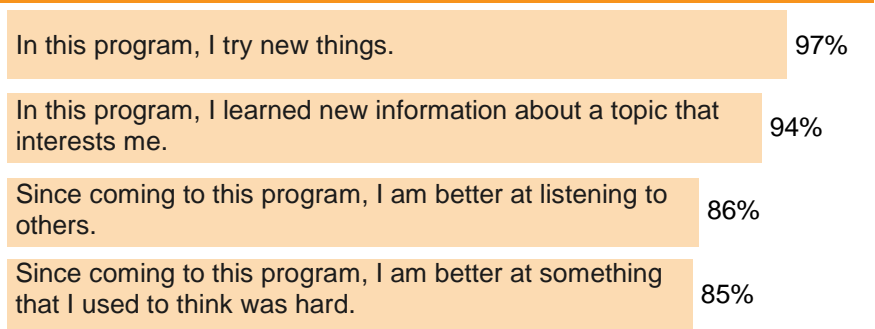 In this program, I try new things. 97%
In this program, I learned new information about a topic that
interests me.
94%
Since coming to this program, I am better at listening to
others.
86%
Since coming to this program, I am better at something
that I used to think was hard.
85%